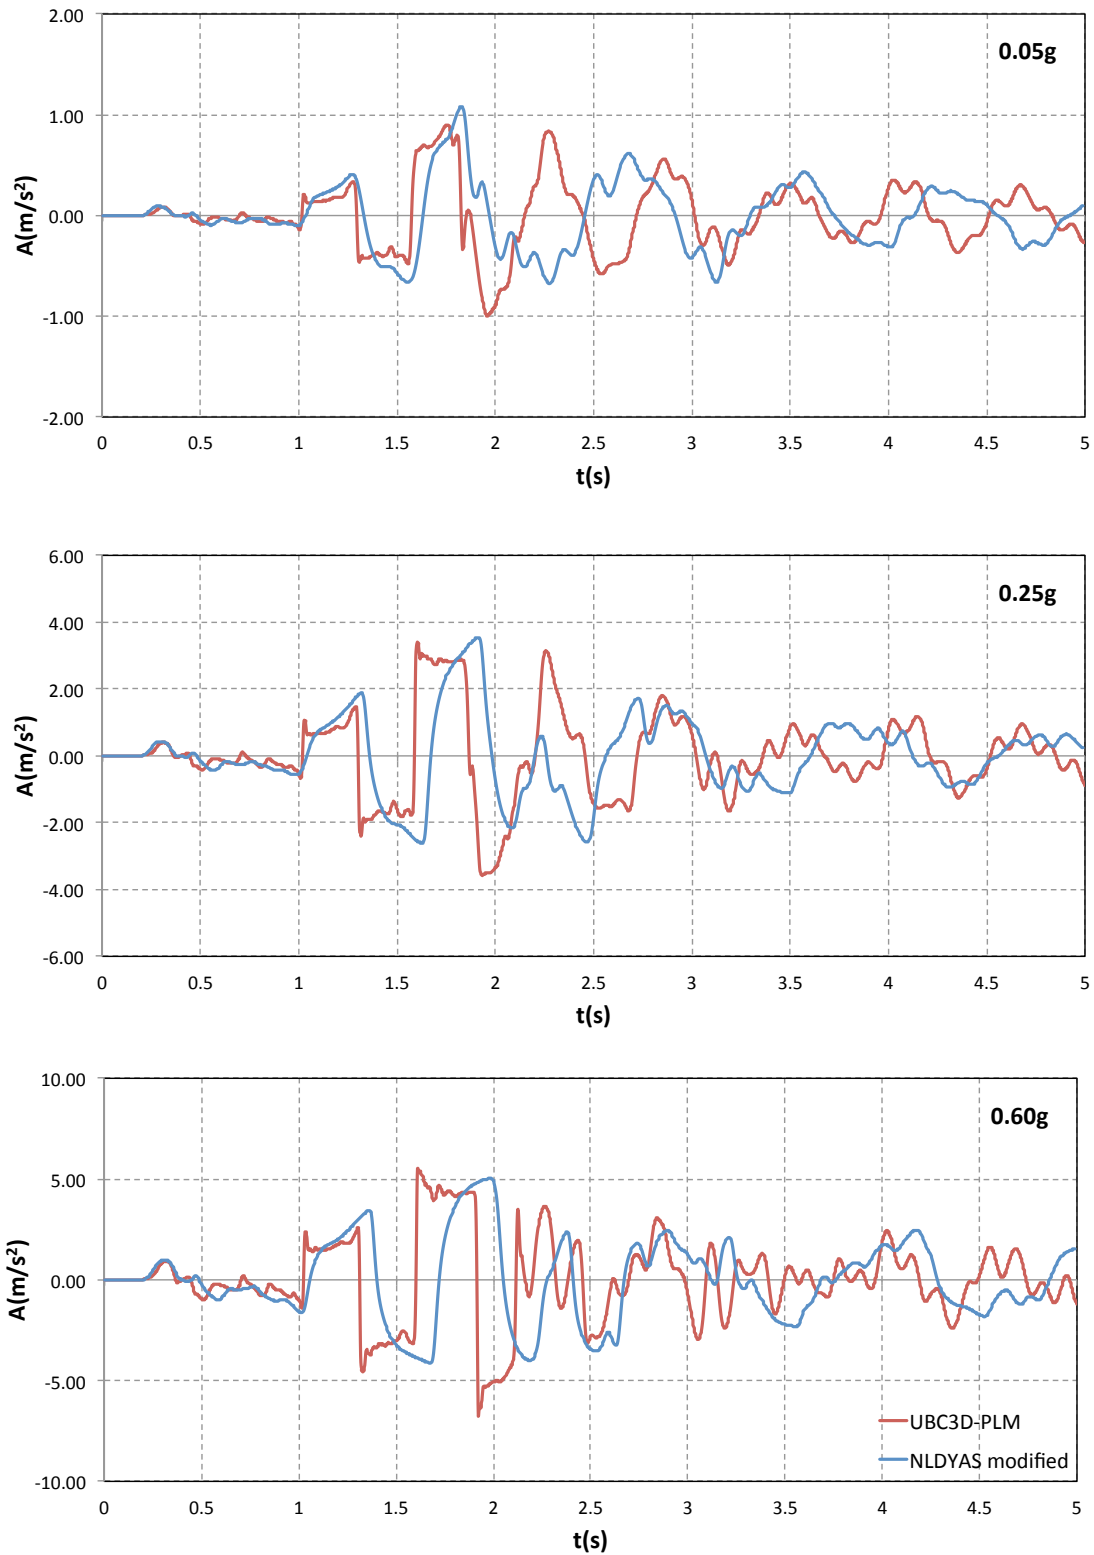 2.00
0.05g
1.00
0.00
-1.00
-2.00
A(m/s²)
0 0.5 1 1.5 2 2.5 3 3.5 4 4.5 5
t(s)
6.00
0.25g
4.00
2.00
0.00
-2.00
-4.00
-6.00
A(m/s²)
0 0.5 1 1.5 2 2.5 3 3.5 4 4.5 5
t(s)
10.00
0.60g
5.00
0.00
-5.00
-10.00
A(m/s²)
UBC3D-PLM
NLDYAS modified
0 0.5 1 1.5 2 2.5 3 3.5 4 4.5 5
t(s)